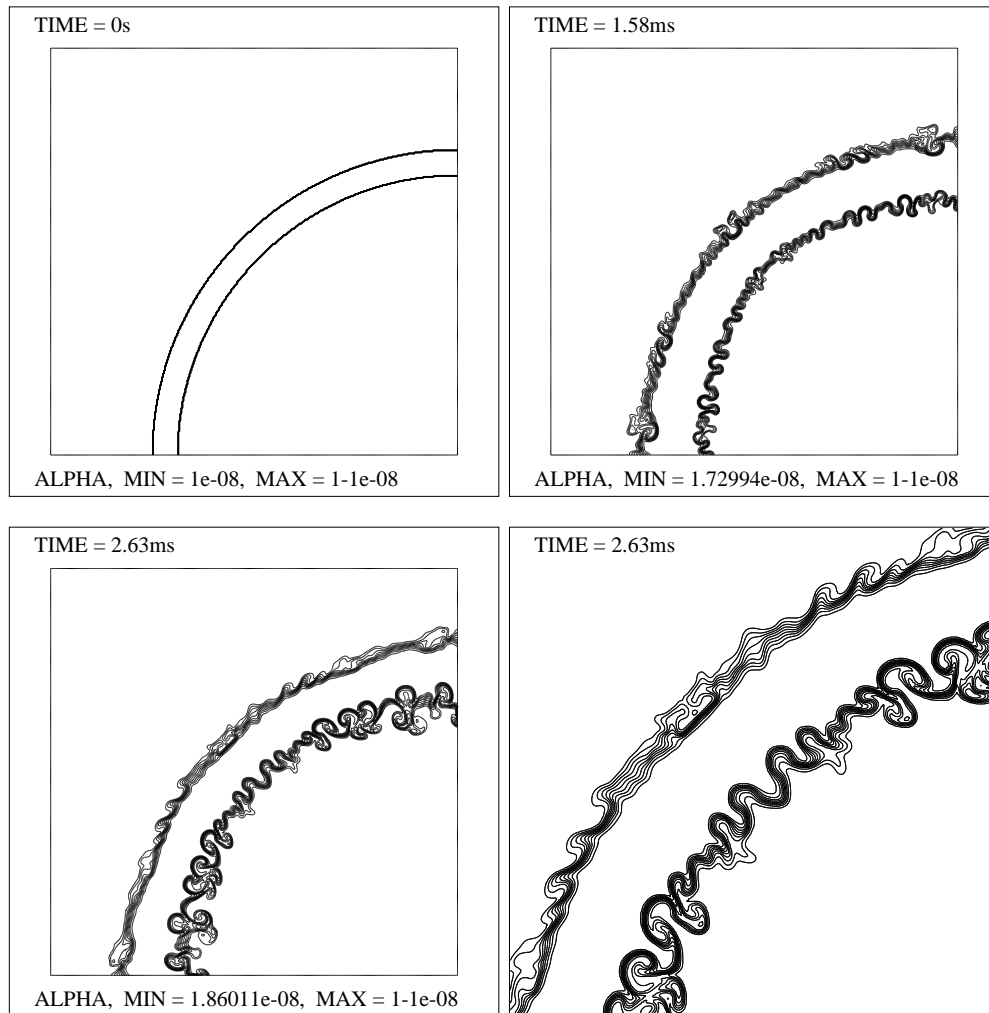 TIME = 0s
TIME = 1.58ms
ALPHA, MIN = 1e-08, MAX = 1-1e-08
ALPHA, MIN = 1.72994e-08, MAX = 1-1e-08
TIME = 2.63ms
TIME = 2.63ms
ALPHA, MIN = 1.86011e-08, MAX = 1-1e-08